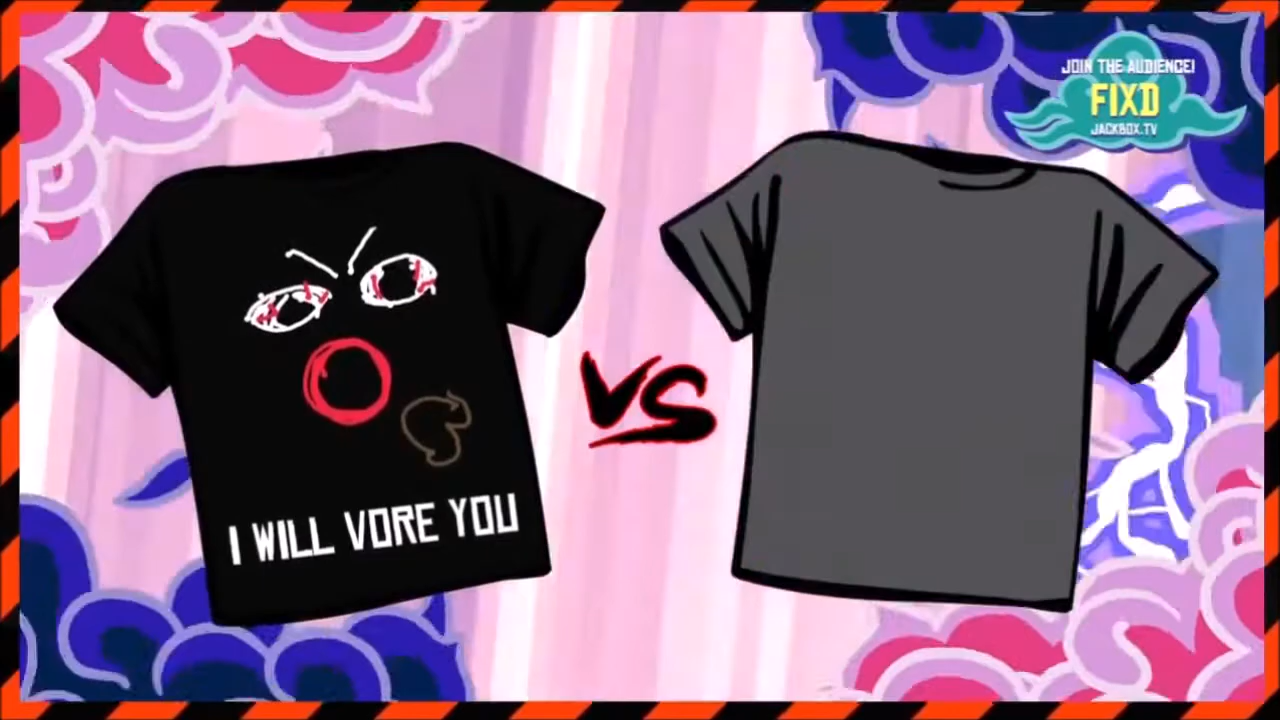 JOIN THE AUDIENCE!
FIXD
JACKBOX.TV
VS
I WILL VORE YOU